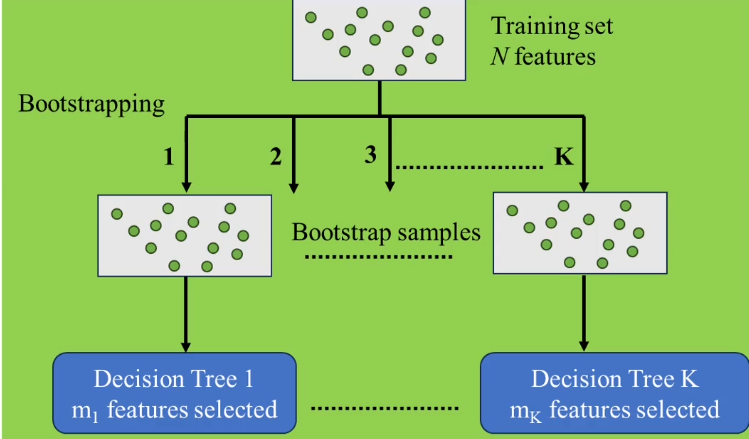 Training set
N features
Bootstrapping
1
2
3
K
Bootstrap samples
Decision Tree 1
m₁ features selected
Decision Tree K
mₖ features selected